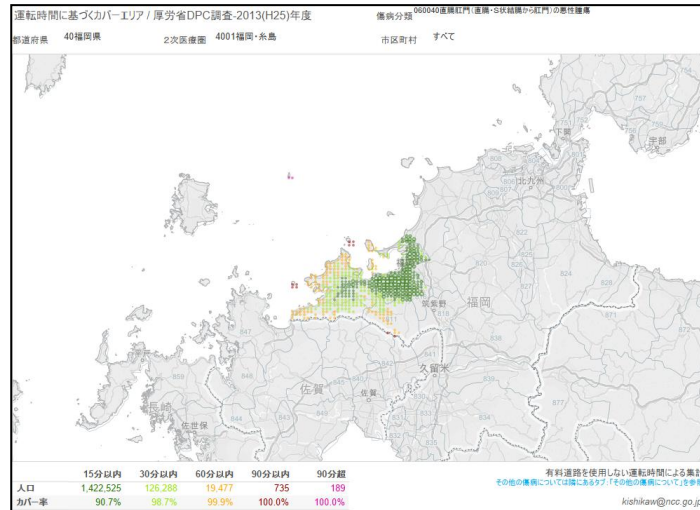 運転時間に基づくカバーエリア / 厚労省DPC調査-2013(H25)年度
傷病分類 060040直腸肛門(直腸・S状結腸から肛門)の悪性腫瘍
都道府県 40福岡県 2次医療圏 4001福岡・糸島 市区町村 すべて
下関
宇部
北九州
筑紫野
福岡
久留米
佐賀
佐賀
長崎
佐世保
15分以内 30分以内 60分以内 90分以内 90分超
人口 1,422,525 126,288 19,477 735 189
カバー率 90.7% 98.7% 99.9% 100.0% 100.0%
有料道路を使用しない運転時間による集計
その他の傷病については隣にあるタブ:「その他の傷病について」を参照
kishikaw@ncc.go.jp